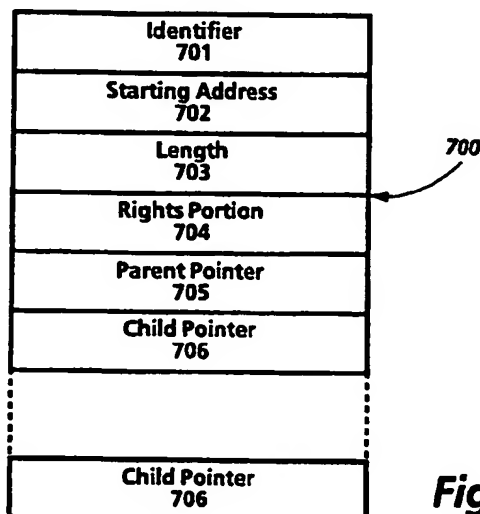 Identifier
701
Starting Address
702
Length
703
700
Rights Portion
704
Parent Pointer
705
Child Pointer
706
Child Pointer
706
Fig